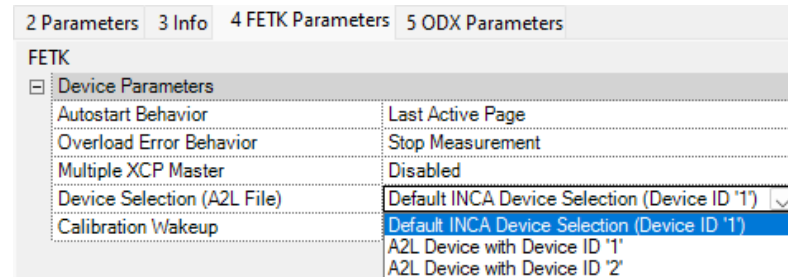 2 Parameters 3 Info 4 FETK Parameters 5 ODX Parameters
FETK
Device Parameters
Autostart Behavior Last Active Page
Overload Error Behavior Stop Measurement
Multiple XCP Master Disabled
Device Selection (A2L File) Default INCA Device Selection (Device ID '1')
Calibration Wakeup Default INCA Device Selection (Device ID '1')
A2L Device with Device ID '1'
A2L Device with Device ID '2'